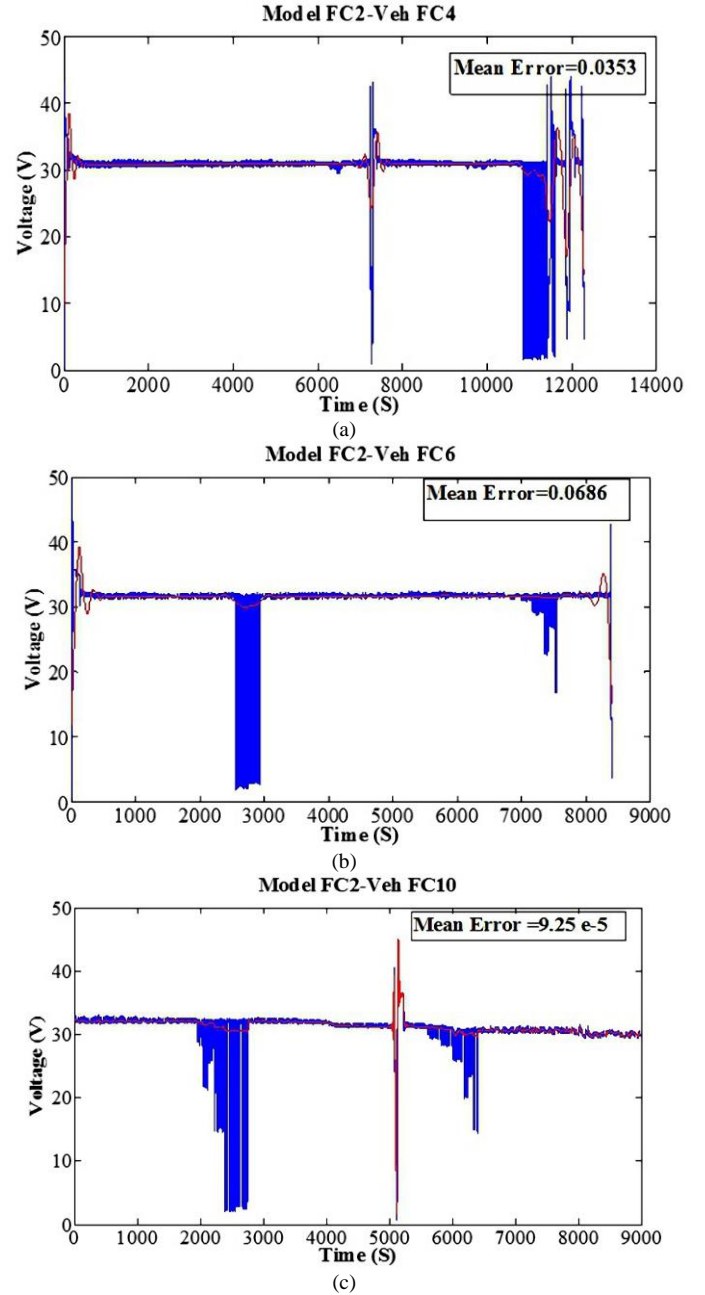 Model FC2-Veh FC4
Mean Error=0.0353
Voltage (V)
50
40
30
20
10
0
0 2000 4000 6000 8000 10000 12000 14000
Time (S)
(a)
Model FC2-Veh FC6
Mean Error=0.0686
Voltage (V)
50
40
30
20
10
0
0 1000 2000 3000 4000 5000 6000 7000 8000 9000
Time (S)
(b)
Model FC2-Veh FC10
Mean Error =9.25 e-5
Voltage (V)
50
40
30
20
10
0
0 1000 2000 3000 4000 5000 6000 7000 8000 9000
Time (S)
(c)